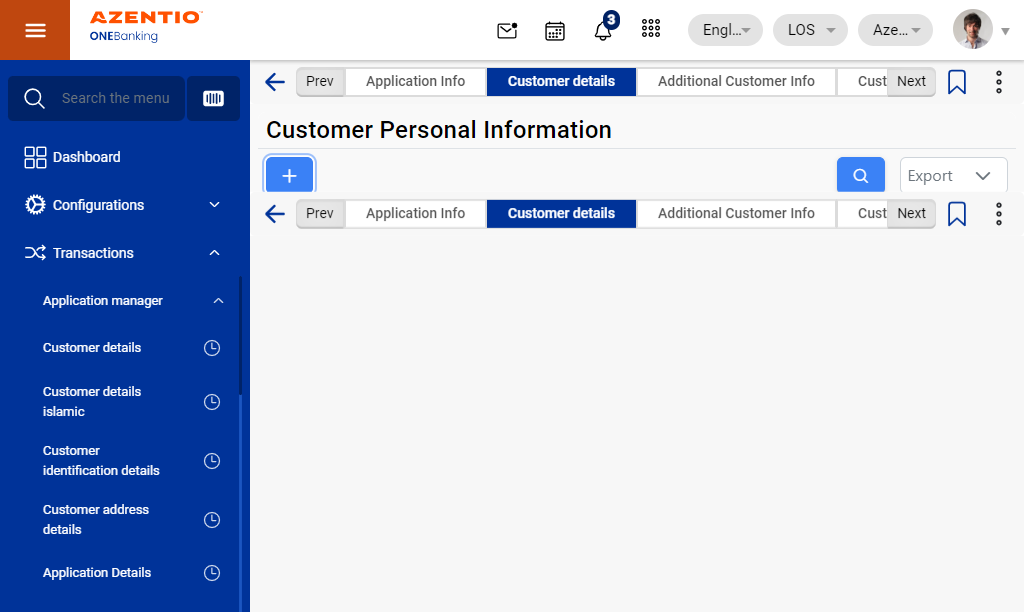 AZENTIO
ONEBanking
3
Engl...
LOS
Aze...
Search the menu
Dashboard
Configurations
Transactions
Application manager
Customer details
Customer details
islamic
Customer
identification details
Customer address
details
Application Details
Prev
Application Info
Customer details
Additional Customer Info
Cust
Next
Customer Personal Information
Export
Prev
Application Info
Customer details
Additional Customer Info
Cust
Next